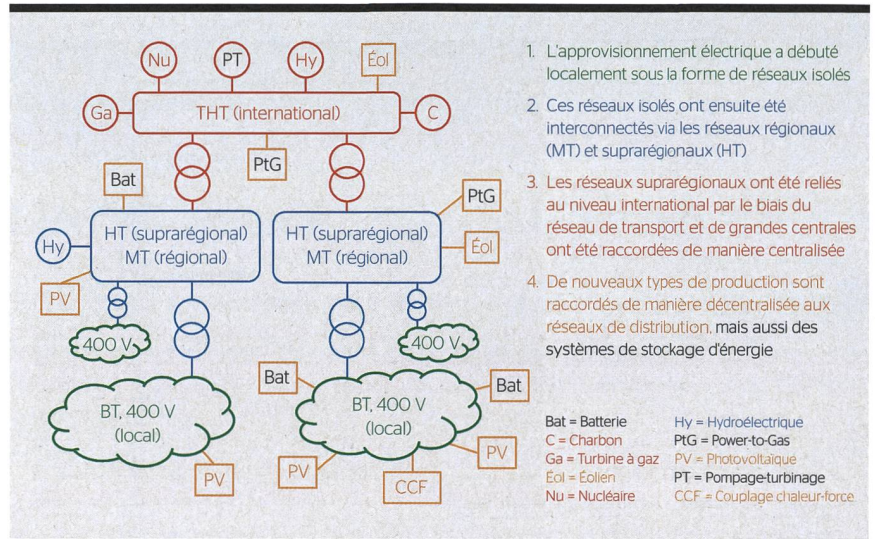 Nu
PT
Hy
Éol
Ga
THT (international)
C
PtG
Bat
PtG
HT (suprarégional)
MT (régional)
HT (suprarégional)
MT (régional)
Hy
Éol
PV
400 V
400 V
Bat
Bat
BT, 400 V
(local)
BT, 400 V
(local)
PV
PV
CCF
PV
1. L'approvisionnement électrique a débuté
localement sous la forme de réseaux isolés
2. Ces réseaux isolés ont ensuite été
interconnectés via les réseaux régionaux
(MT) et suprarégionaux (HT)
3. Les réseaux suprarégionaux ont été reliés
au niveau international par le biais du
réseau de transport et de grandes centrales
ont été raccordées de manière centralisée
4. De nouveaux types de production sont
raccordés de manière décentralisée aux
réseaux de distribution, mais aussi des
systèmes de stockage d'énergie
Bat = Batterie
C = Charbon
Ga = Turbine à gaz
Éol = Éolien
Nu = Nucléaire
Hy = Hydroélectrique
PtG = Power-to-Gas
PV = Photovoltaïque
PT = Pompage-turbinage
CCF = Couplage chaleur-force